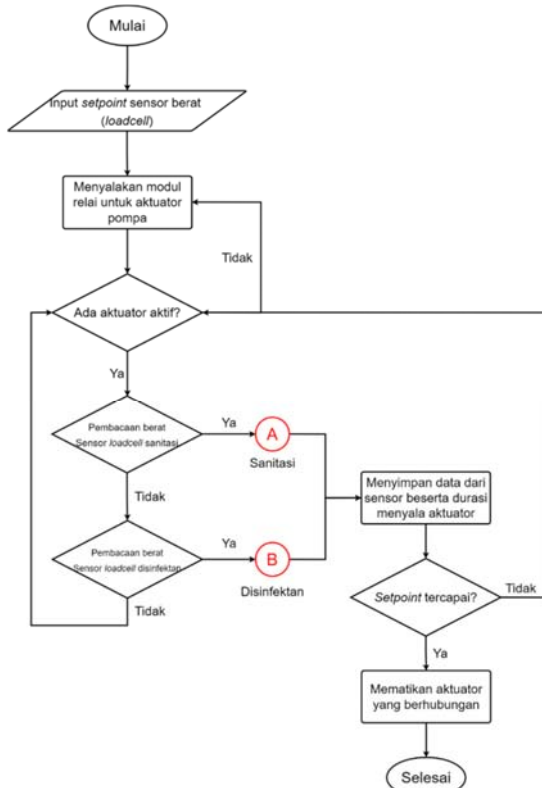 Mulai
Input setpoint sensor berat
(loadcell)
Menyalakan modul
relai untuk aktuator
pompa
Tidak
Ada aktuator aktif?
Ya
Pembacaan berat
Sensor loadcell sanitasi
Ya
A
Sanitasi
Tidak
Pembacaan berat
Sensor loadcell disinfektan
Ya
B
Disinfektan
Tidak
Menyimpan data dari
sensor beserta durasi
menyala aktuator
Setpoint tercapai?
Tidak
Ya
Mematikan aktuator
yang berhubungan
Selesai